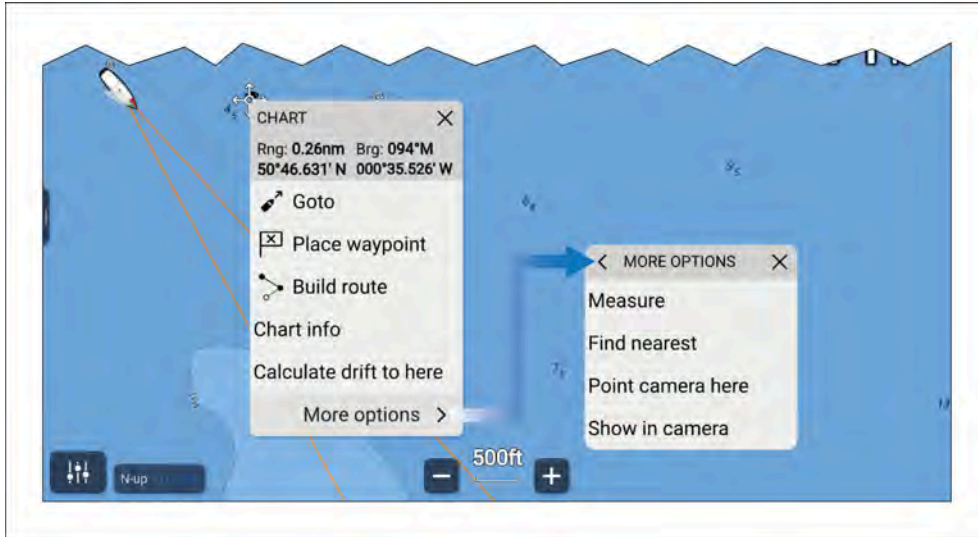 CHART
Rng: 0.26nm Brg: 094°M
50°46.631' N 000°35.526' W
Goto
Place waypoint
Build route
Chart info
Calculate drift to here
More options
MORE OPTIONS
Measure
Find nearest
Point camera here
Show in camera
9₅
500ft
N-up